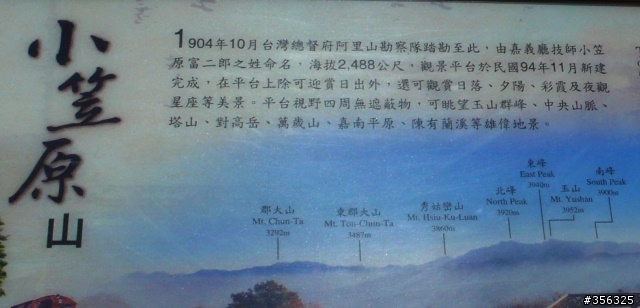 小笠原山
1904年10月台灣總督府阿里山勘察隊踏勘至此，由嘉義廳技師小笠
原富二郎之姓命名，海拔2,488公尺，觀景平台於民國94年11月新建
完成，在平台上除可迎賞日出外，還可觀賞日落、夕陽、彩霞及夜觀
星座等美景。平台視野四周無遮蔽物，可眺望玉山群峰、中央山脈、
塔山、對高岳、萬歲山、嘉南平原、陳有蘭溪等雄偉地景。
郡大山
Mt. Chun-Ta
3292m
東郡大山
Mt. Ton-Chun-Ta
秀姑巒山
Mt. Hsiu-Ku-Luan
3860m
北峰
North Peak
3920m
東峰
East Peak
3940m
玉山
Mt. Yushan
3952m
南峰
South Peak
3900m
#356325